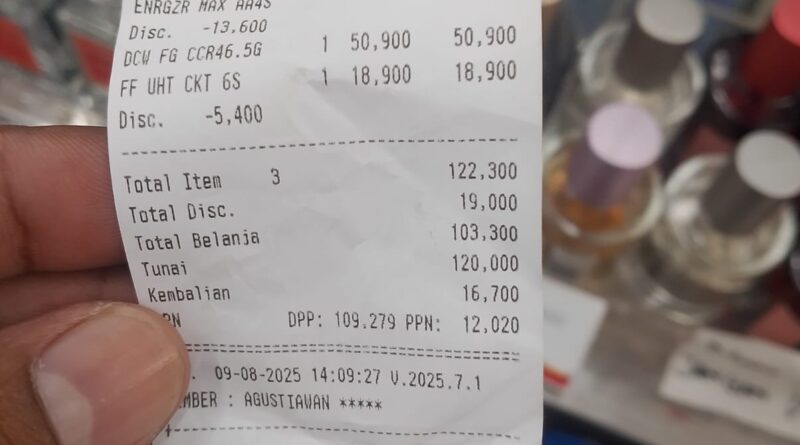 ENRGZR MAX AA4S
Disc. -13,600
DCW FG CCR46.5G 1 50,900 50,900
FF UHT CKT 6S 1 18,900 18,900
Disc. -5,400
Total Item 3 122,300
Total Disc. 19,000
Total Belanja 103,300
Tunai 120,000
Kembalian 16,700
PN DPP: 109.279 PPN: 12,020
09-08-2025 14:09:27 V.2025.7.1
MBER : AGUSTIAWAN *****